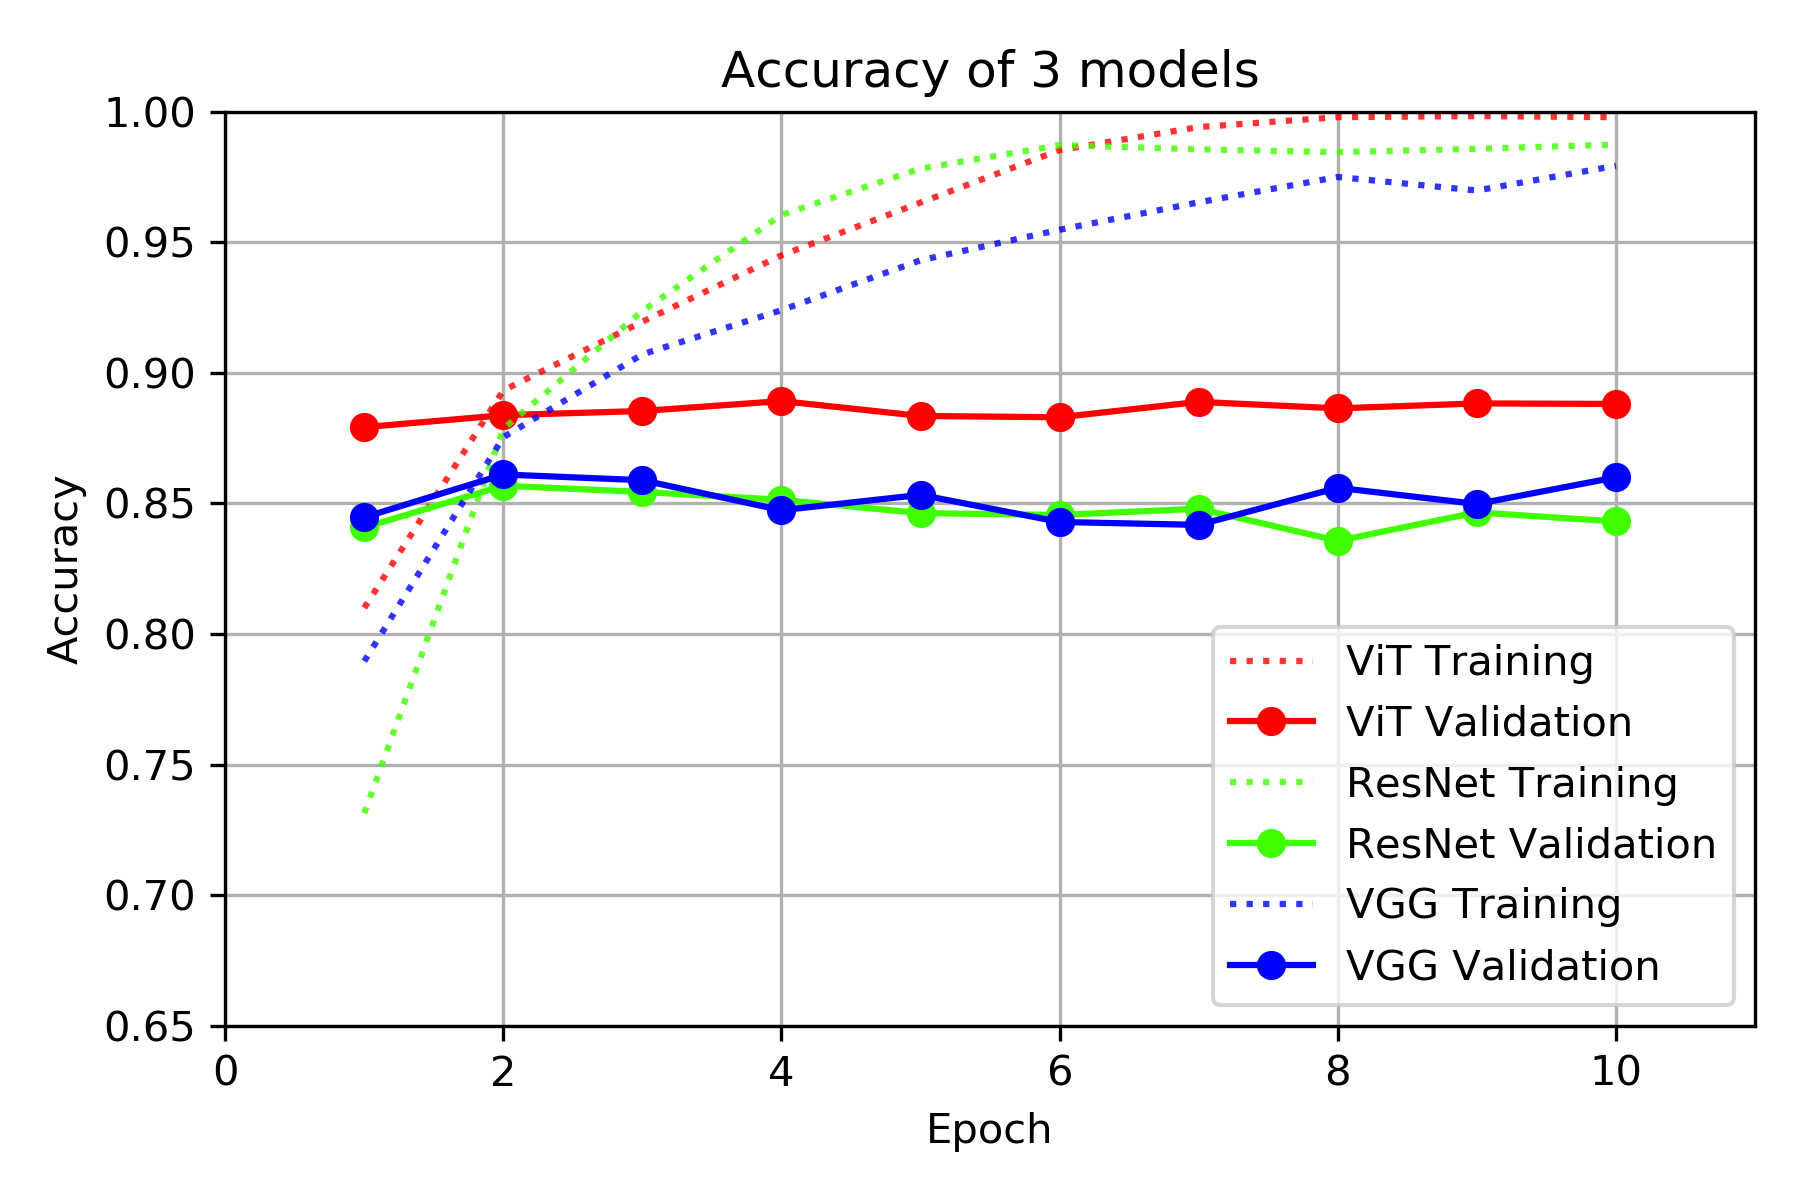 Accuracy of 3 models
1.00
0.95
0.90
0.85
0.80
0.75
0.70
0.65
Accuracy
0 2 4 6 8 10
Epoch
ViT Training
ViT Validation
ResNet Training
ResNet Validation
VGG Training
VGG Validation